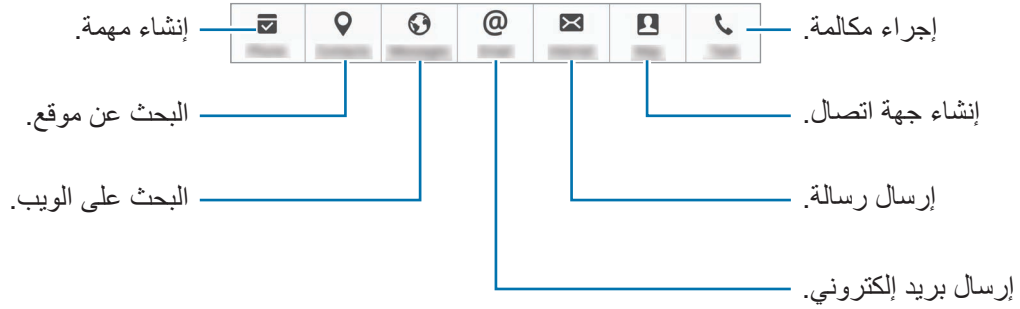 إجراء مكالمة.
إنشاء مهمة.
إنشاء جهة اتصال.
البحث عن موقع.
إرسال رسالة.
البحث على الويب.
إرسال بريد إلكتروني.